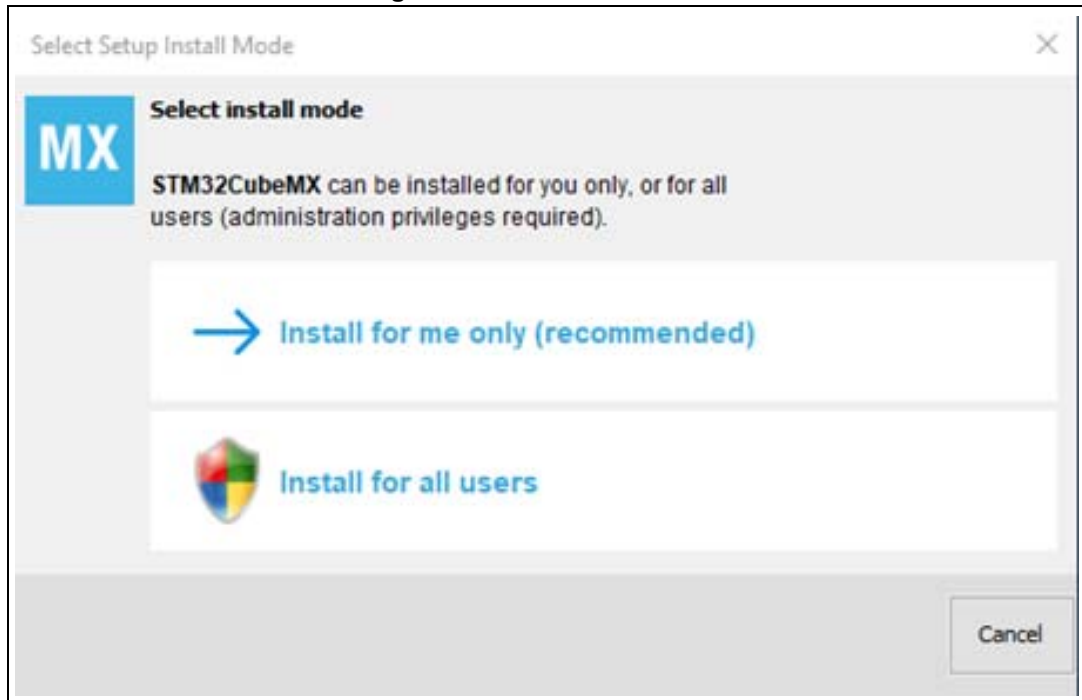 Select Setup Install Mode
MX
Select install mode
STM32CubeMX can be installed for you only, or for all
users (administration privileges required).
Install for me only (recommended)
Install for all users
Cancel